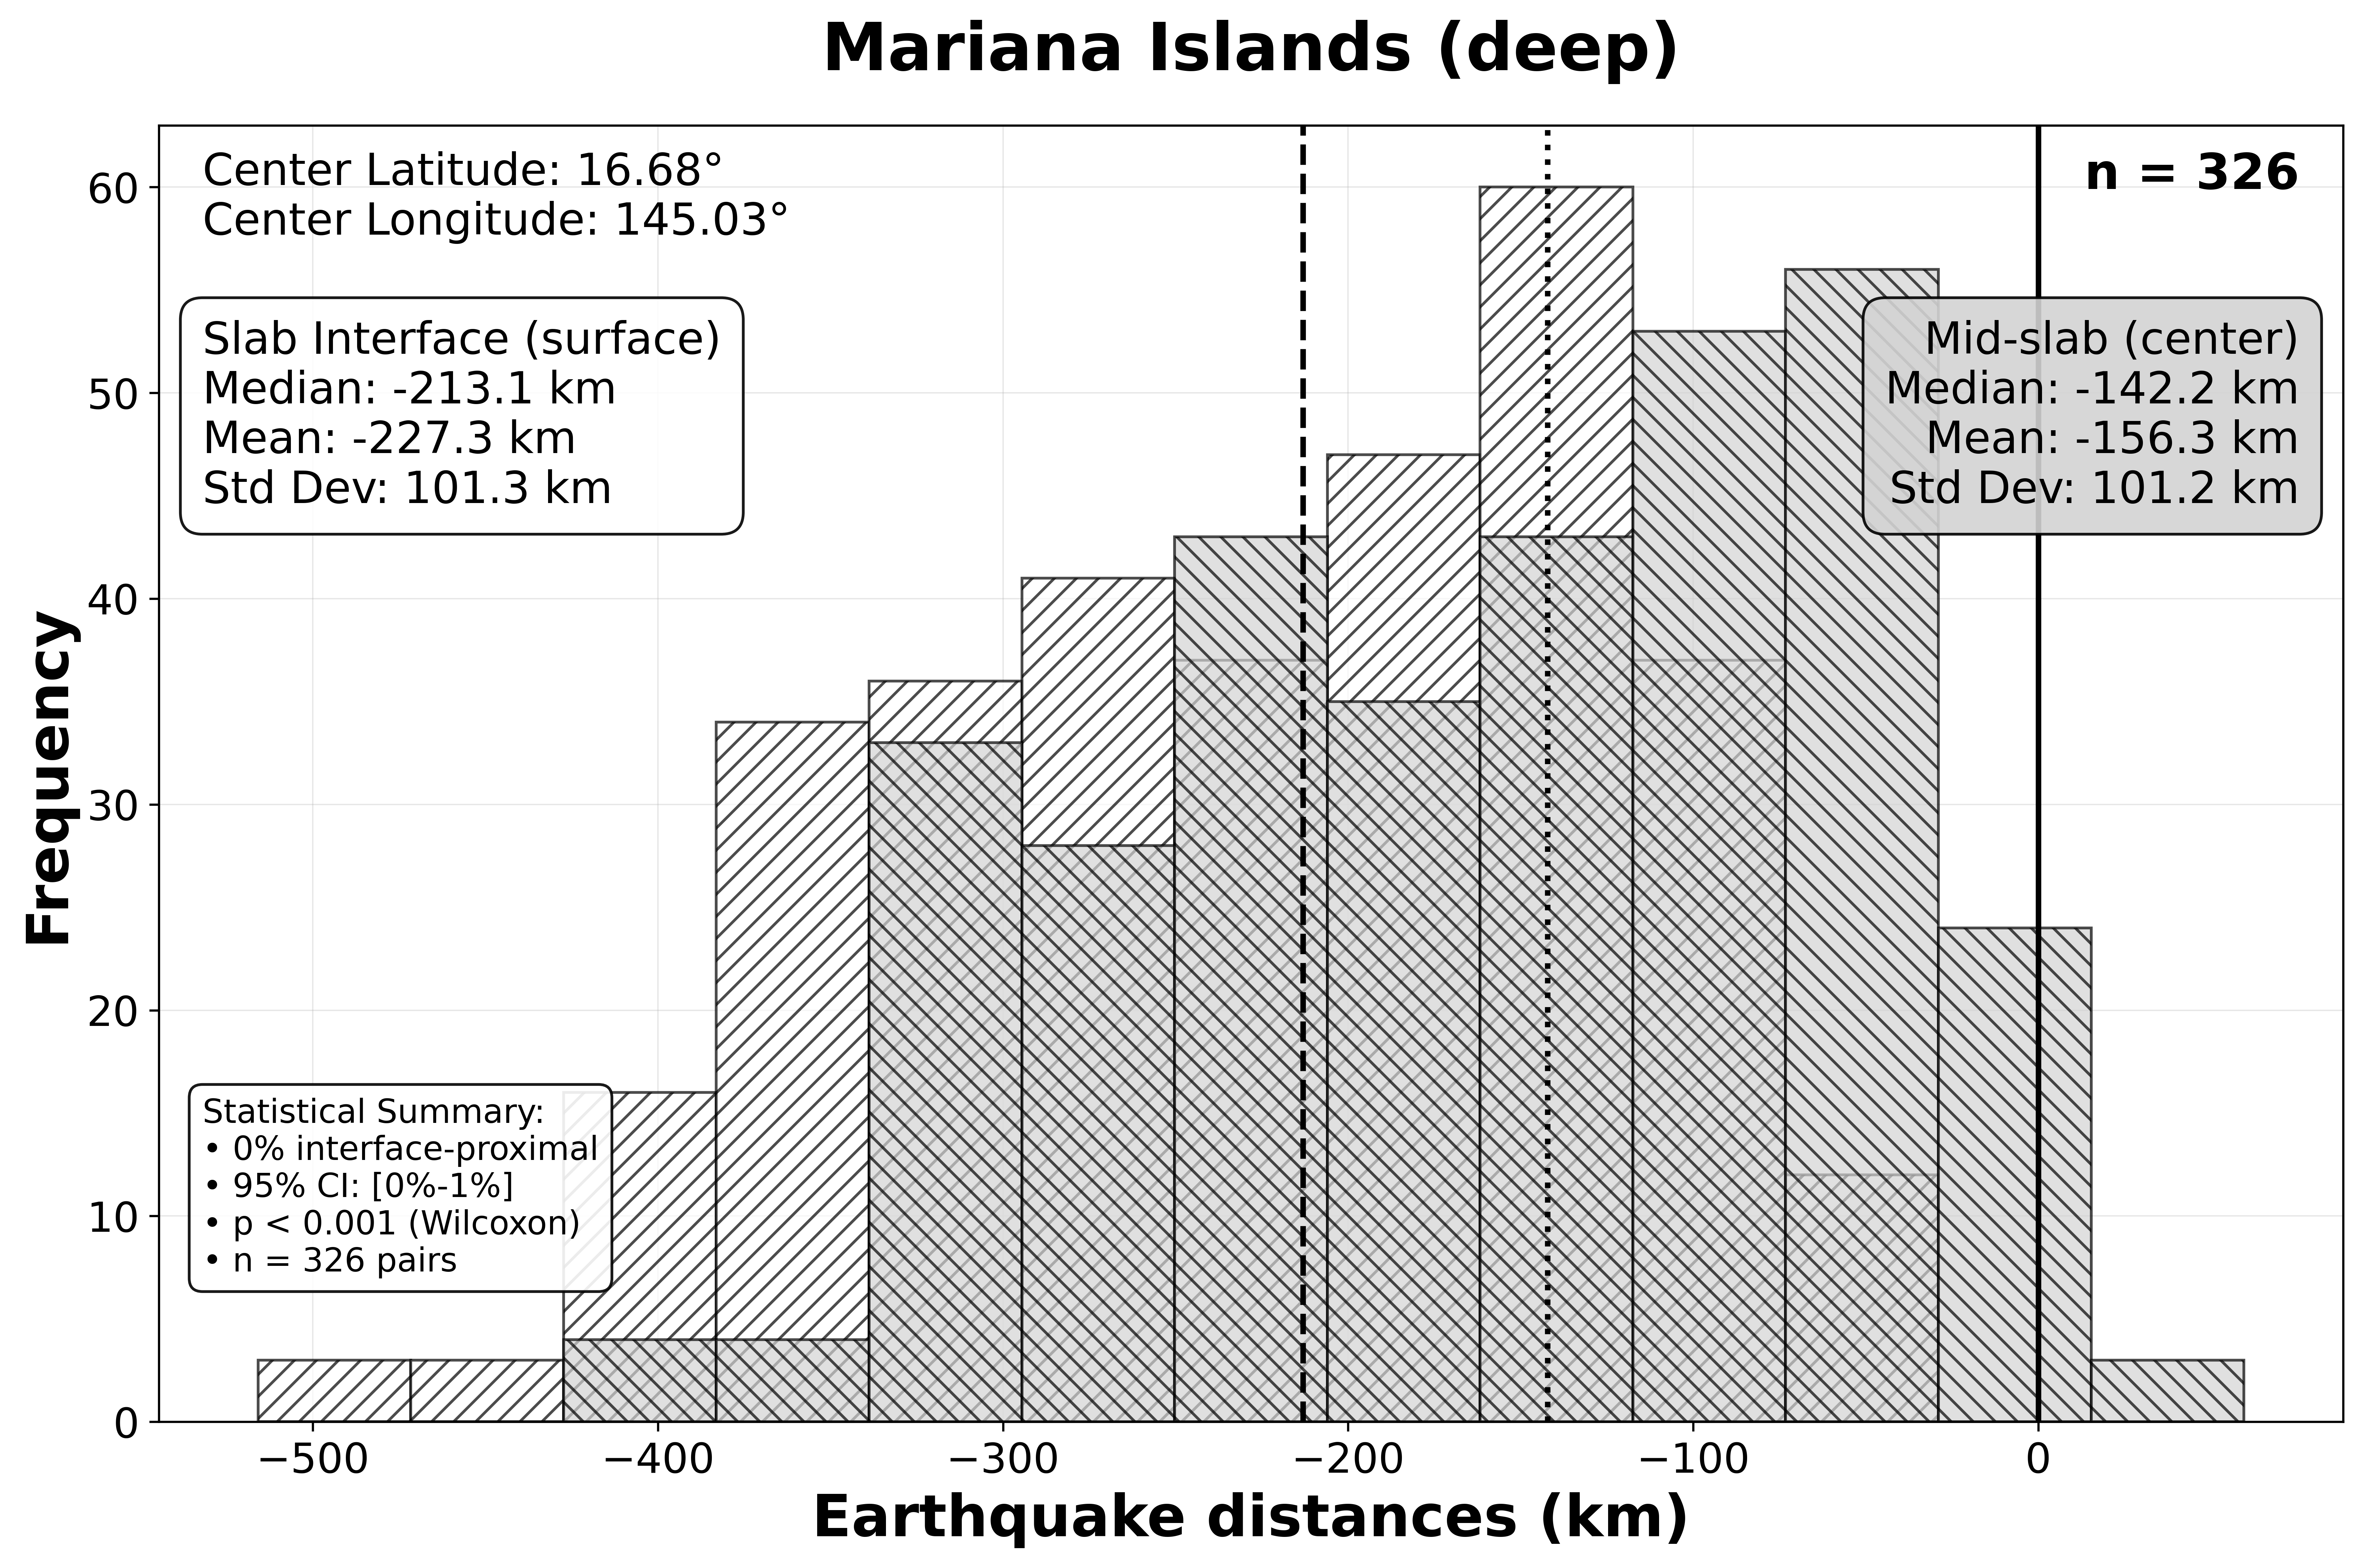 Mariana Islands (deep)
Center Latitude: 16.68°
Center Longitude: 145.03°
n = 326
Slab Interface (surface)
Median: -213.1 km
Mean: -227.3 km
Std Dev: 101.3 km
Mid-slab (center)
Median: -142.2 km
Mean: -156.3 km
Std Dev: 101.2 km
Statistical Summary:
• 0% interface-proximal
• 95% CI: [0%-1%]
• p < 0.001 (Wilcoxon)
• n = 326 pairs
Frequency
60
50
40
30
20
10
0
−500 −400 −300 −200 −100 0
Earthquake distances (km)